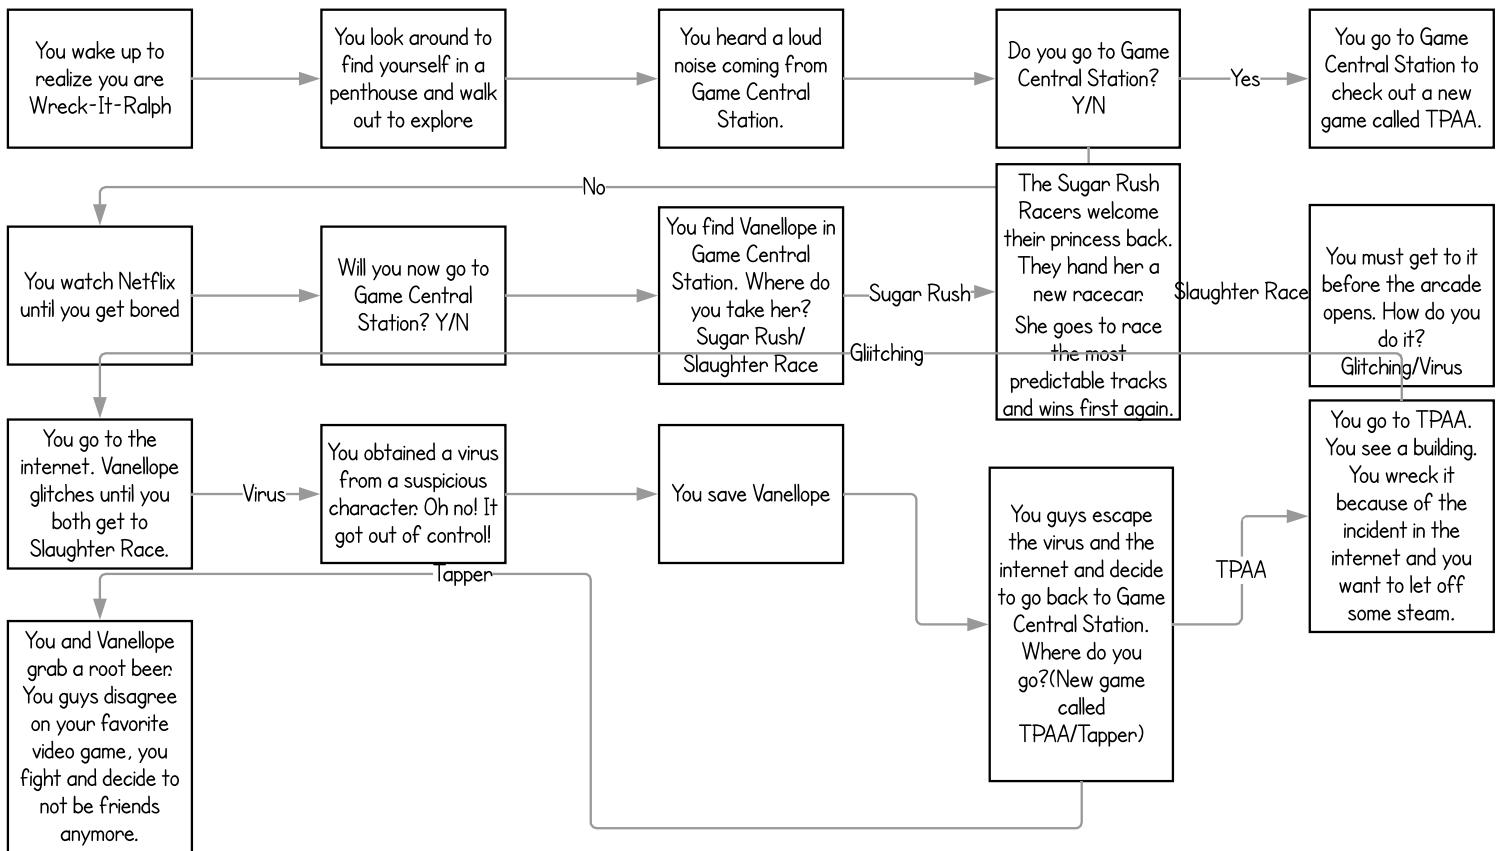 You wake up to
realize you are
Wreck-It-Ralph
You look around to
find yourself in a
penthouse and walk
out to explore
You heard a loud
noise coming from
Game Central
Station.
Do you go to Game
Central Station?
Y/N
Yes
You go to Game
Central Station to
check out a new
game called TPAA.
No
You watch Netflix
until you get bored
Will you now go to
Game Central
Station? Y/N
You find Vanellope in
Game Central
Station. Where do
you take her?
Sugar Rush/
Slaughter Race
Sugar Rush
The Sugar Rush
Racers welcome
their princess back.
They hand her a
new racecar.
She goes to race
the most
predictable tracks
and wins first again.
Slaughter Race
You must get to it
before the arcade
opens. How do you
do it?
Glitching/Virus
Gliitching
You go to the
internet. Vanellope
glitches until you
both get to
Slaughter Race.
Virus
You obtained a virus
from a suspicious
character. Oh no! It
got out of control!
You save Vanellope
You guys escape
the virus and the
internet and decide
to go back to Game
Central Station.
Where do you
go?(New game
called
TPAA/Tapper)
TPAA
You go to TPAA.
You see a building.
You wreck it
because of the
incident in the
internet and you
want to let off
some steam.
Tapper
You and Vanellope
grab a root beer.
You guys disagree
on your favorite
video game, you
fight and decide to
not be friends
anymore.